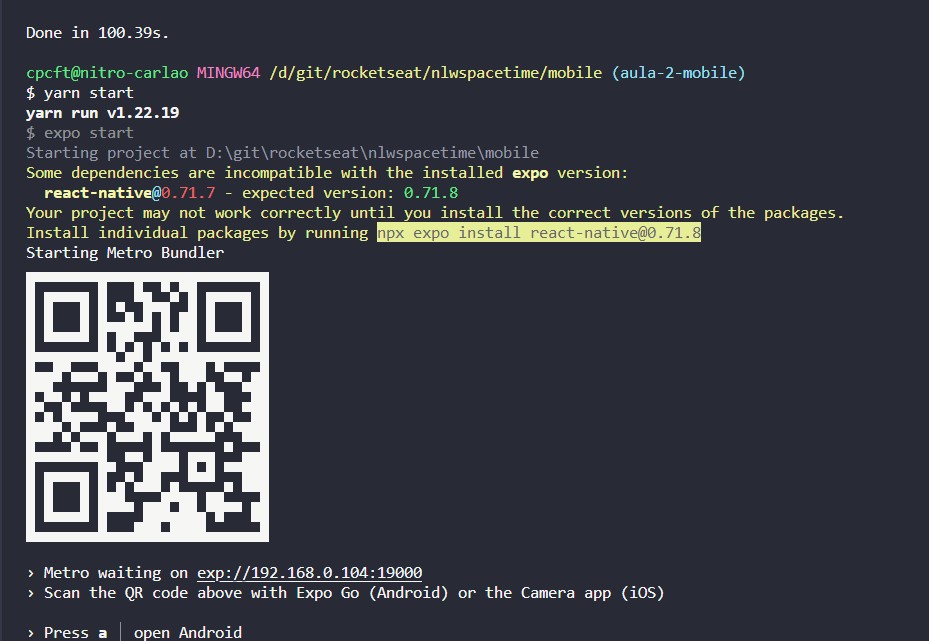 Done in 100.39s.
cpcft@nitro-carlao MINGW64 /d/git/rocketseat/nlwspacetime/mobile (aula-2-mobile)
$ yarn start
yarn run v1.22.19
$ expo start
Starting project at D:\git\rocketseat\nlwspacetime\mobile
Some dependencies are incompatible with the installed expo version:
  react-native@0.71.7 - expected version: 0.71.8
Your project may not work correctly until you install the correct versions of the packages.
Install individual packages by running npx expo install react-native@0.71.8
Starting Metro Bundler
› Metro waiting on exp://192.168.0.104:19000
› Scan the QR code above with Expo Go (Android) or the Camera app (iOS)
› Press a │ open Android